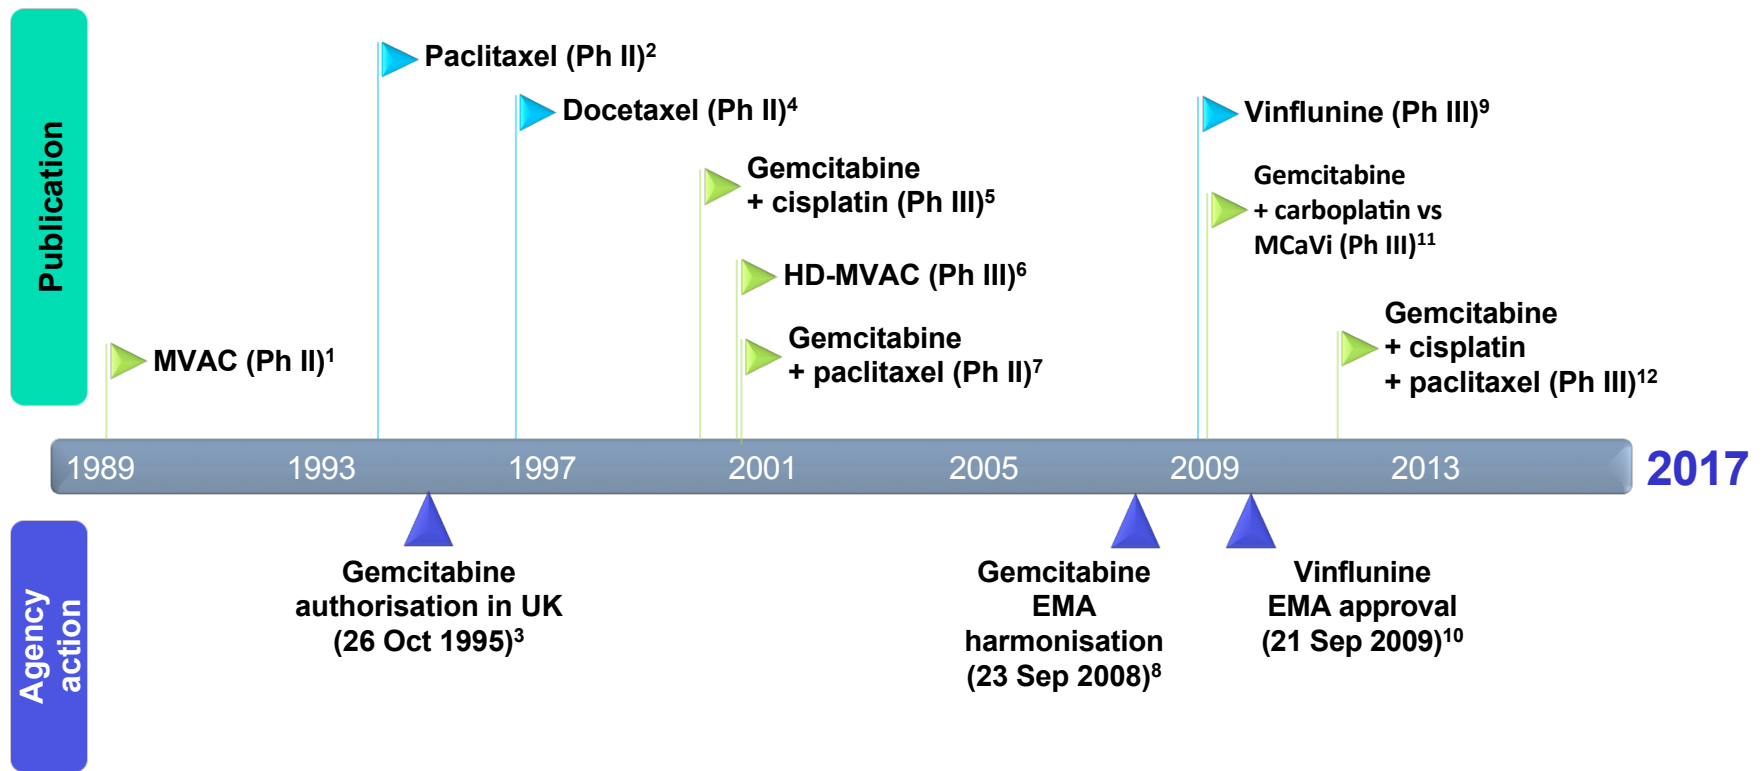 Publication
Paclitaxel (Ph II)²
Docetaxel (Ph II)⁴
Vinflunine (Ph III)⁹
Gemcitabine
+ cisplatin (Ph III)⁵
Gemcitabine
+ carboplatin vs
MCaVi (Ph III)¹¹
HD-MVAC (Ph III)⁶
Gemcitabine
+ cisplatin
+ paclitaxel (Ph III)¹²
MVAC (Ph II)¹
Gemcitabine
+ paclitaxel (Ph II)⁷
1989 1993 1997 2001 2005 2009 2013 2017
Agency
action
Gemcitabine
authorisation in UK
(26 Oct 1995)³
Gemcitabine
EMA
harmonisation
(23 Sep 2008)⁸
Vinflunine
EMA approval
(21 Sep 2009)¹⁰